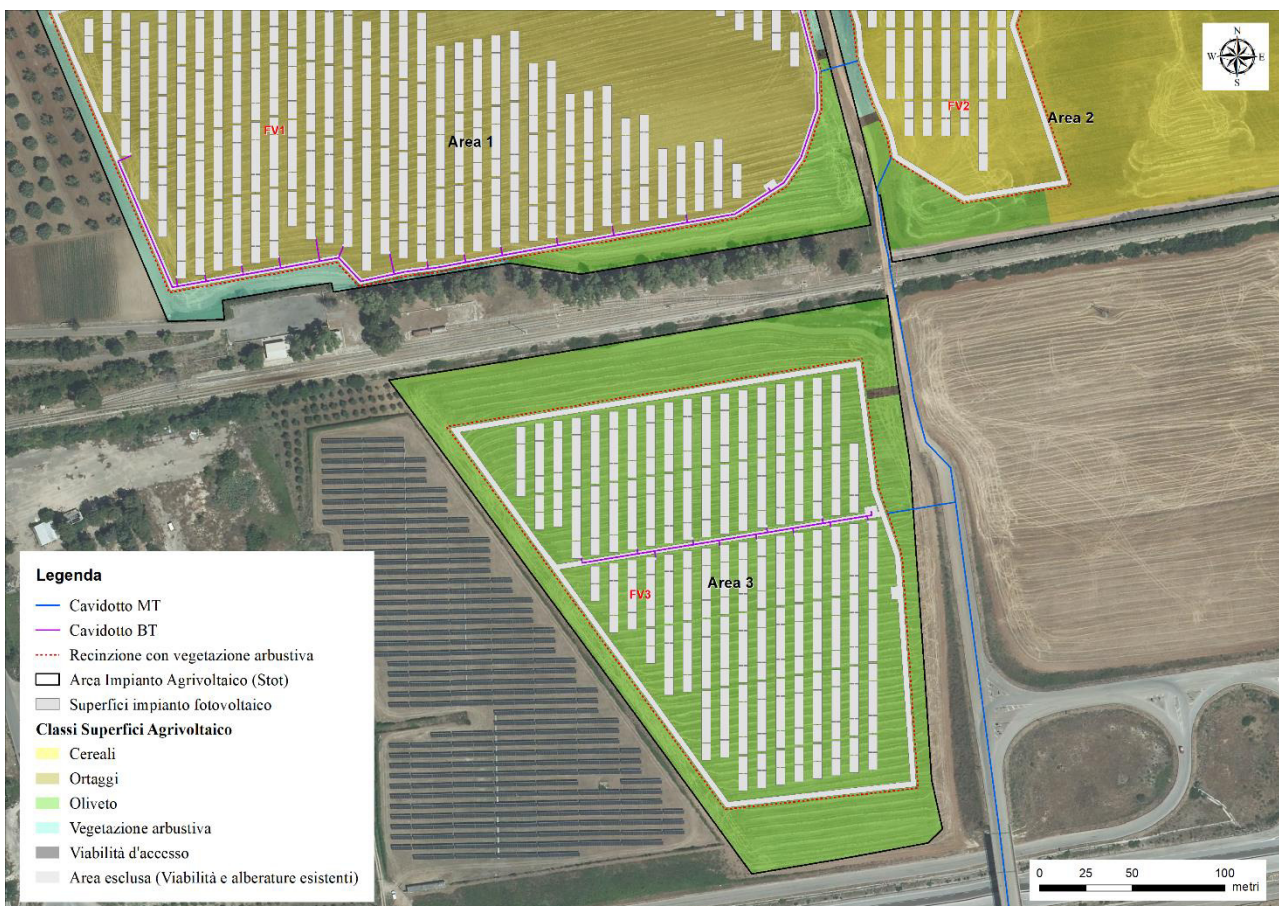 N
W E
S
FV1
Area 1
FV2
Area 2
Area 3
FV3
Legenda
Cavidotto MT
Cavidotto BT
Recinzione con vegetazione arbustiva
Area Impianto Agrivoltaico (Stot)
Superfici impianto fotovoltaico
Classi Superfici Agrivoltaico
Cereali
Ortaggi
Oliveto
Vegetazione arbustiva
Viabilità d'accesso
Area esclusa (Viabilità e alberature esistenti)
0 25 50 100
metri